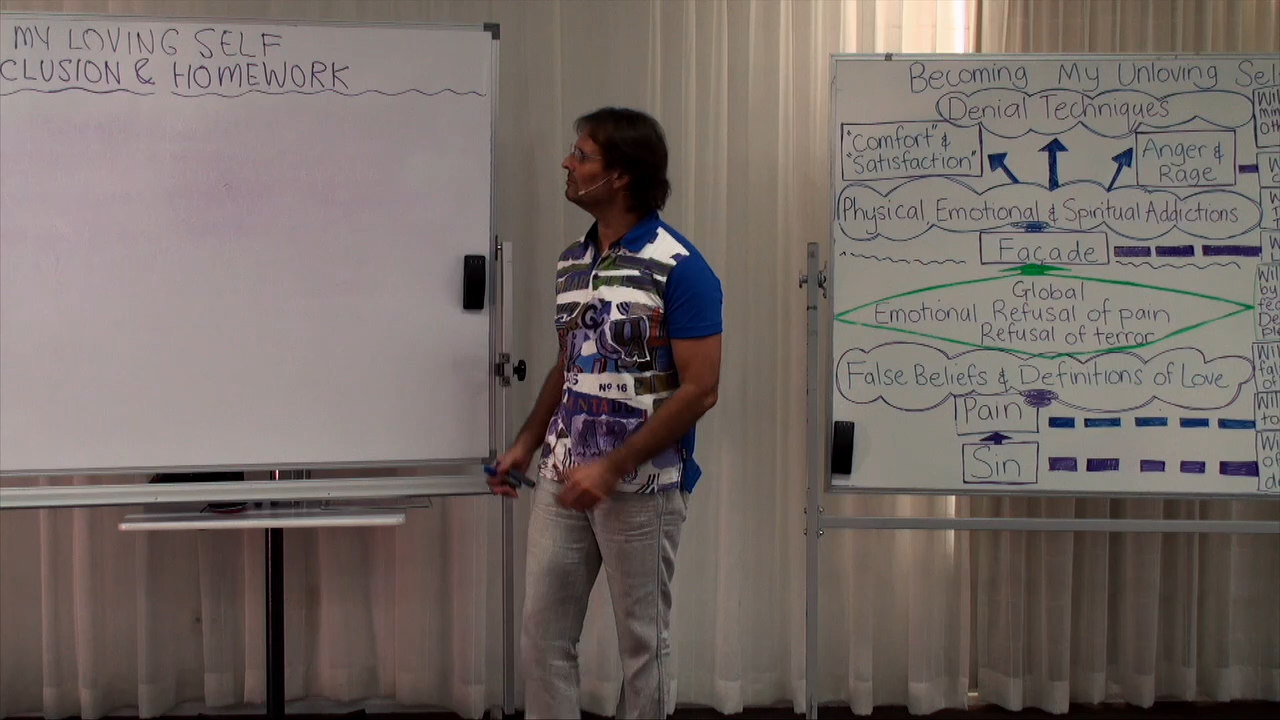 MY LOVING SELF
CLUSION & HOMEWORK
Nº 16
Becoming My Unloving Sel
Denial Techniques
"Comfort" &
"Satisfaction"
Anger &
Rage
Physical, Emotional & Spiritual Addictions
Façade
Global
Emotional Refusal of pain
Refusal of terror
False Beliefs & Definitions of Love
Pain
Sin